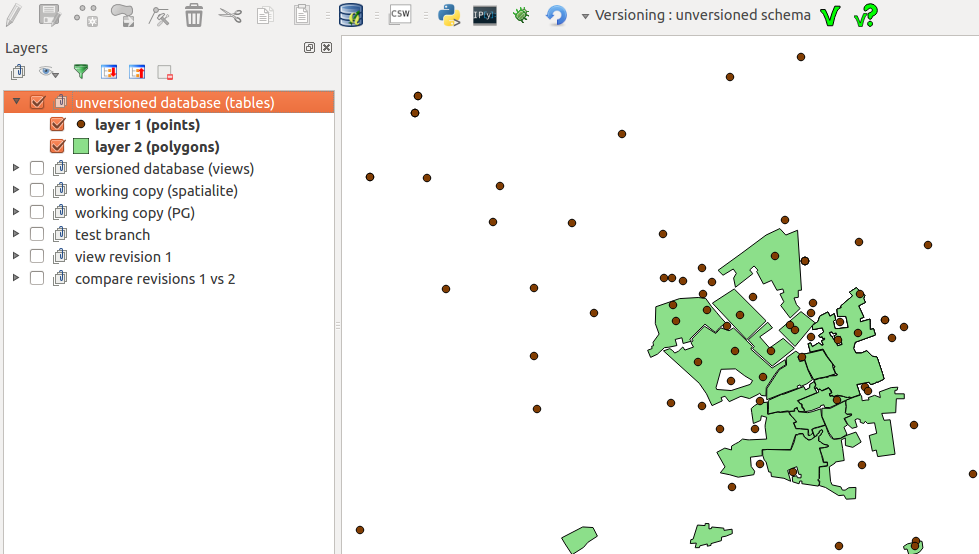 CSW IP[y]: Versioning : unversioned schema
Layers
unversioned database (tables)
layer 1 (points)
layer 2 (polygons)
versioned database (views)
working copy (spatialite)
working copy (PG)
test branch
view revision 1
compare revisions 1 vs 2